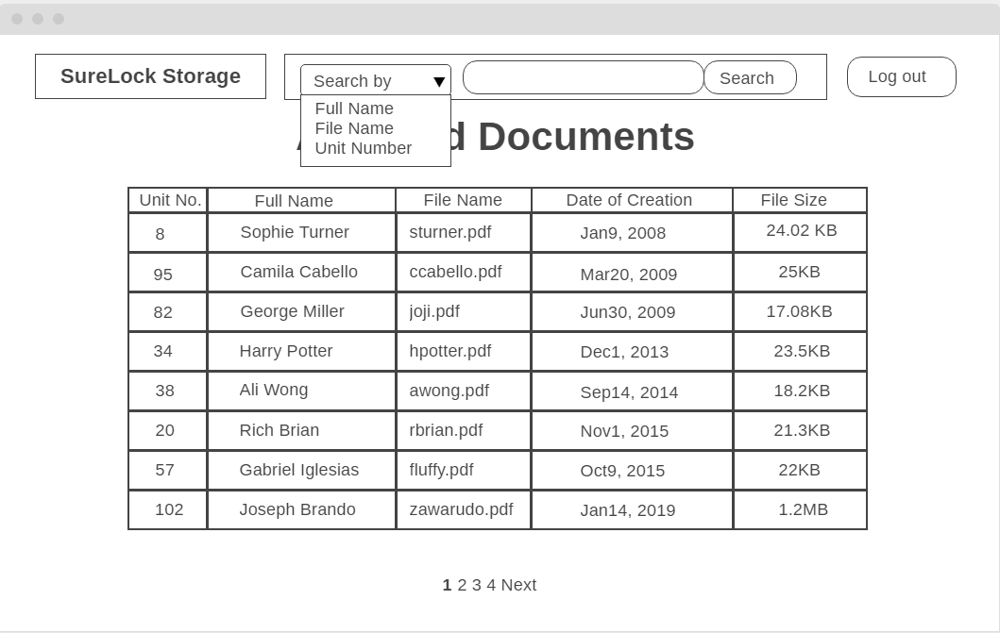 SureLock Storage
Search by
Search
Log out
Full Name
File Name
Unit Number
Documents
Unit No. Full Name File Name Date of Creation File Size
8 Sophie Turner sturner.pdf Jan9, 2008 24.02 KB
95 Camila Cabello ccabello.pdf Mar20, 2009 25KB
82 George Miller joji.pdf Jun30, 2009 17.08KB
34 Harry Potter hpotter.pdf Dec1, 2013 23.5KB
38 Ali Wong awong.pdf Sep14, 2014 18.2KB
20 Rich Brian rbrian.pdf Nov1, 2015 21.3KB
57 Gabriel Iglesias fluffy.pdf Oct9, 2015 22KB
102 Joseph Brando zawarudo.pdf Jan14, 2019 1.2MB
1 2 3 4 Next